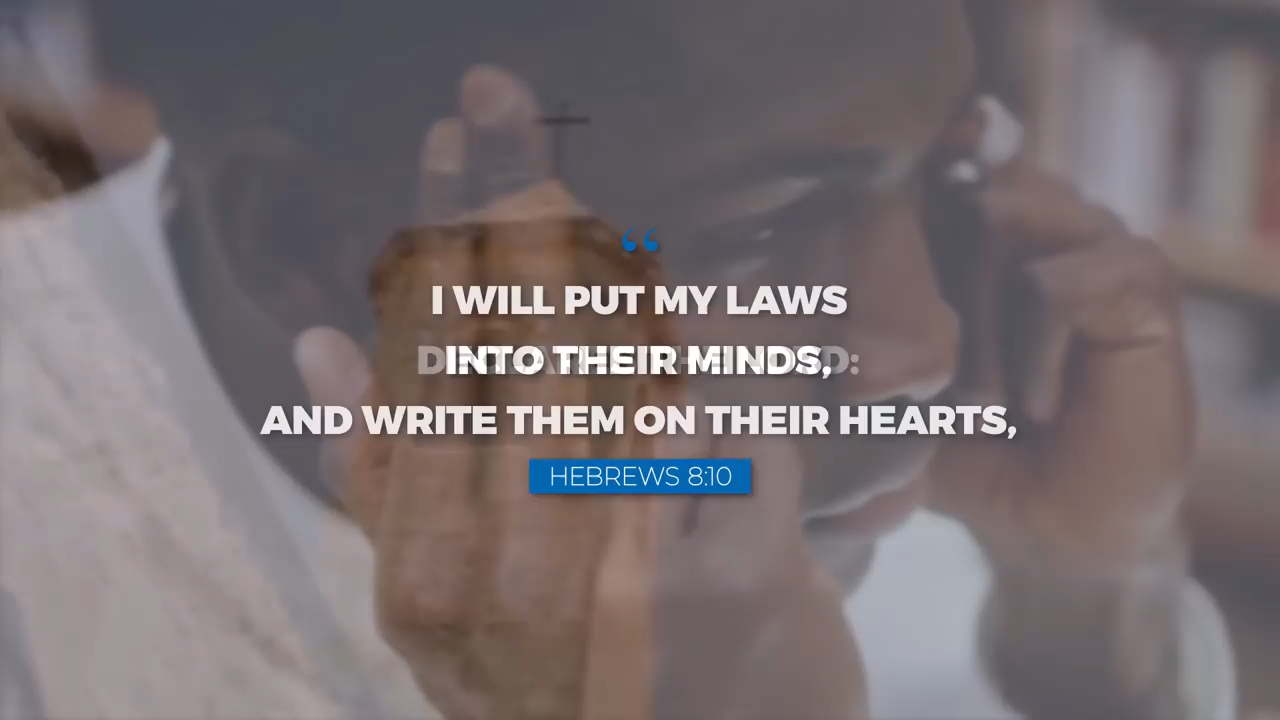 “
I WILL PUT MY LAWS
INTO THEIR MINDS,
AND WRITE THEM ON THEIR HEARTS,
HEBREWS 8:10